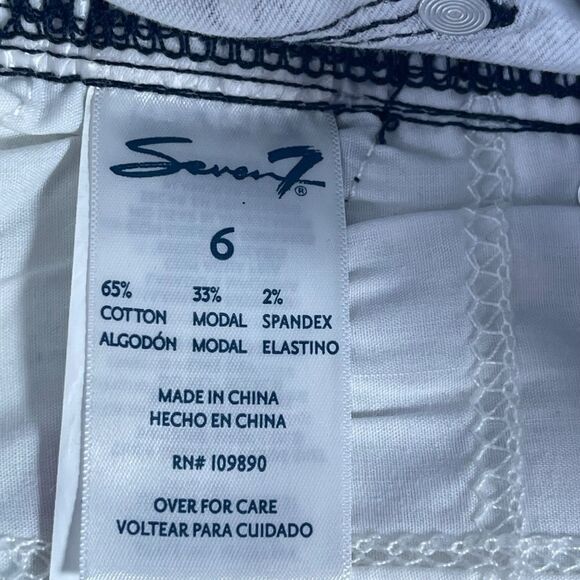 Seven7®
6
65% 33% 2%
COTTON MODAL SPANDEX
ALGODÓN MODAL ELASTINO
MADE IN CHINA
HECHO EN CHINA
RN# 109890
OVER FOR CARE
VOLTEAR PARA CUIDADO